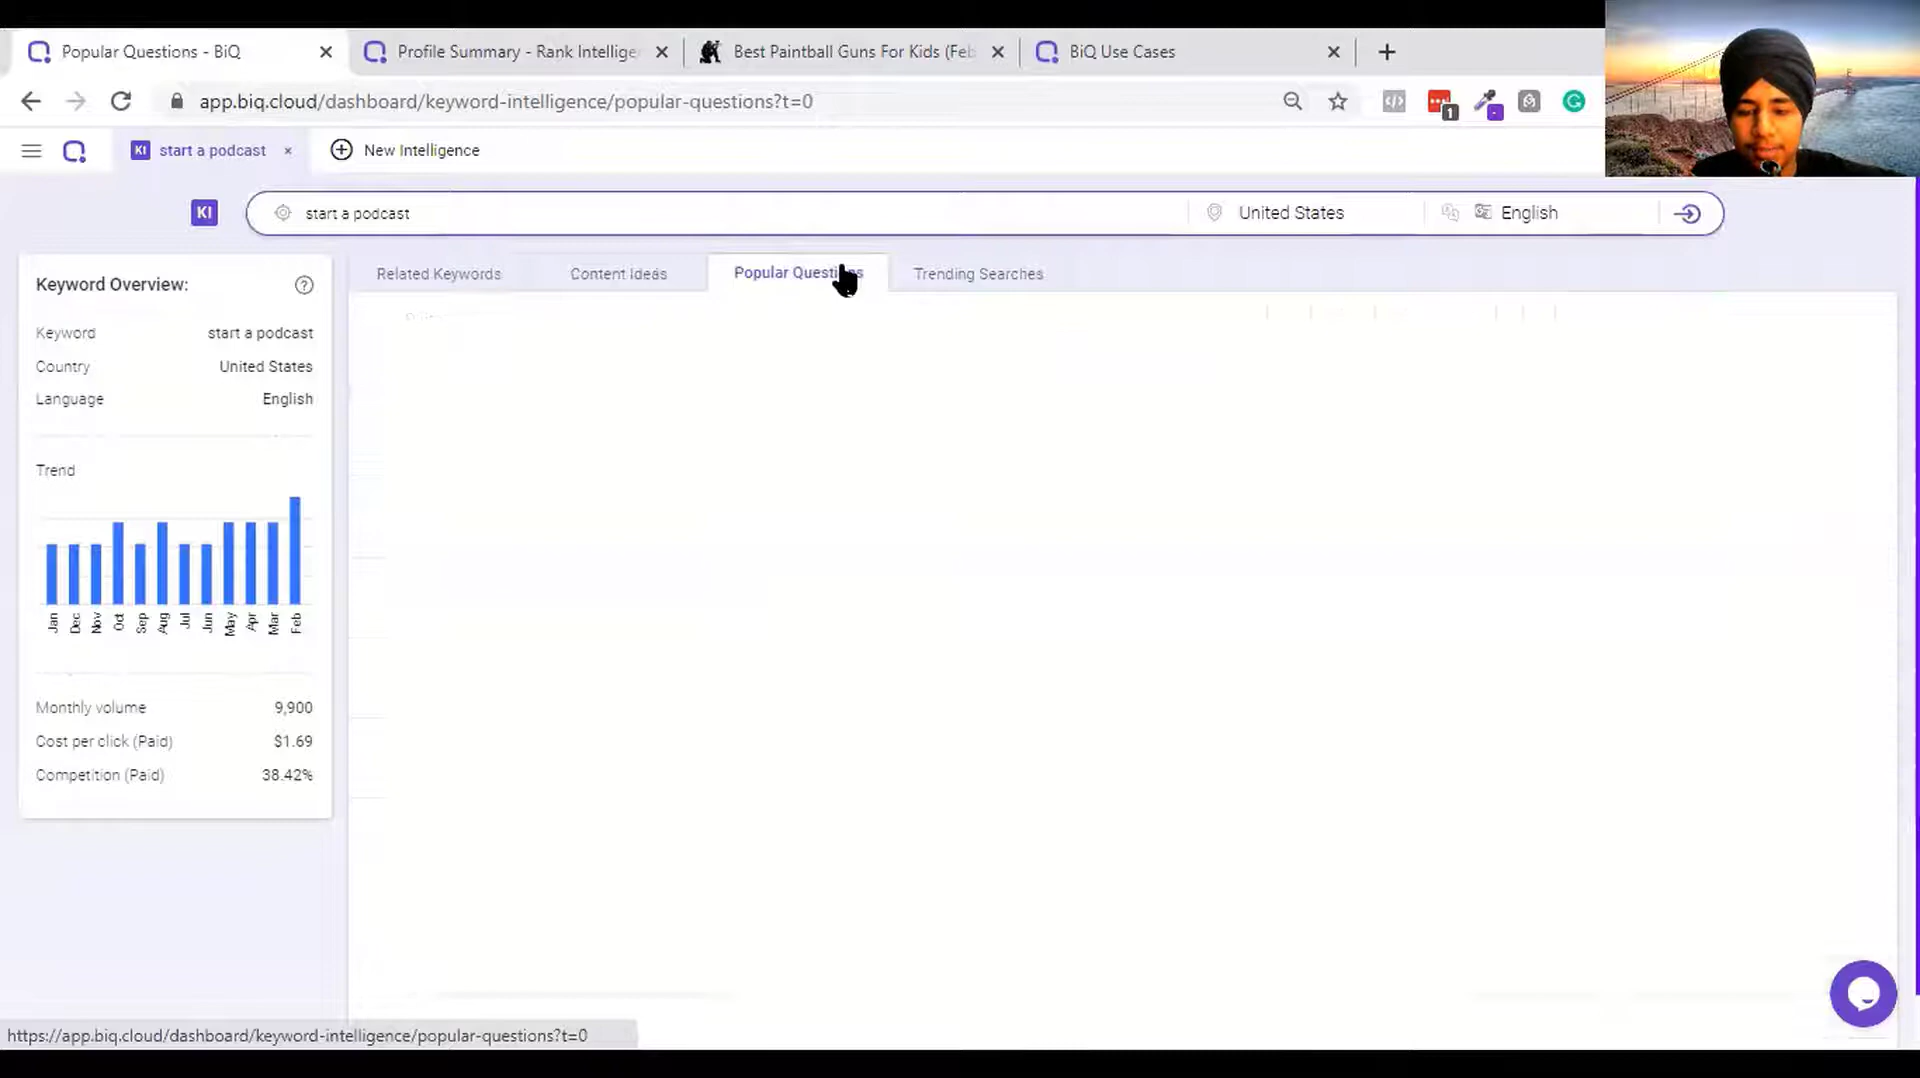 Popular Questions - BiQ
Profile Summary - Rank Intellige
Best Paintball Guns For Kids (Feb
BiQ Use Cases
app.biq.cloud/dashboard/keyword-intelligence/popular-questions?t=0
1
KI start a podcast
New Intelligence
KI
start a podcast
United States
English
Keyword Overview:
Keyword start a podcast
Country United States
Language English
Trend
Jan Dec Nov Oct Sep Aug Jul Jun May Apr Mar Feb
Monthly volume 9,900
Cost per click (Paid) $1.69
Competition (Paid) 38.42%
Related Keywords
Content Ideas
Popular Questions
Trending Searches
https://app.biq.cloud/dashboard/keyword-intelligence/popular-questions?t=0